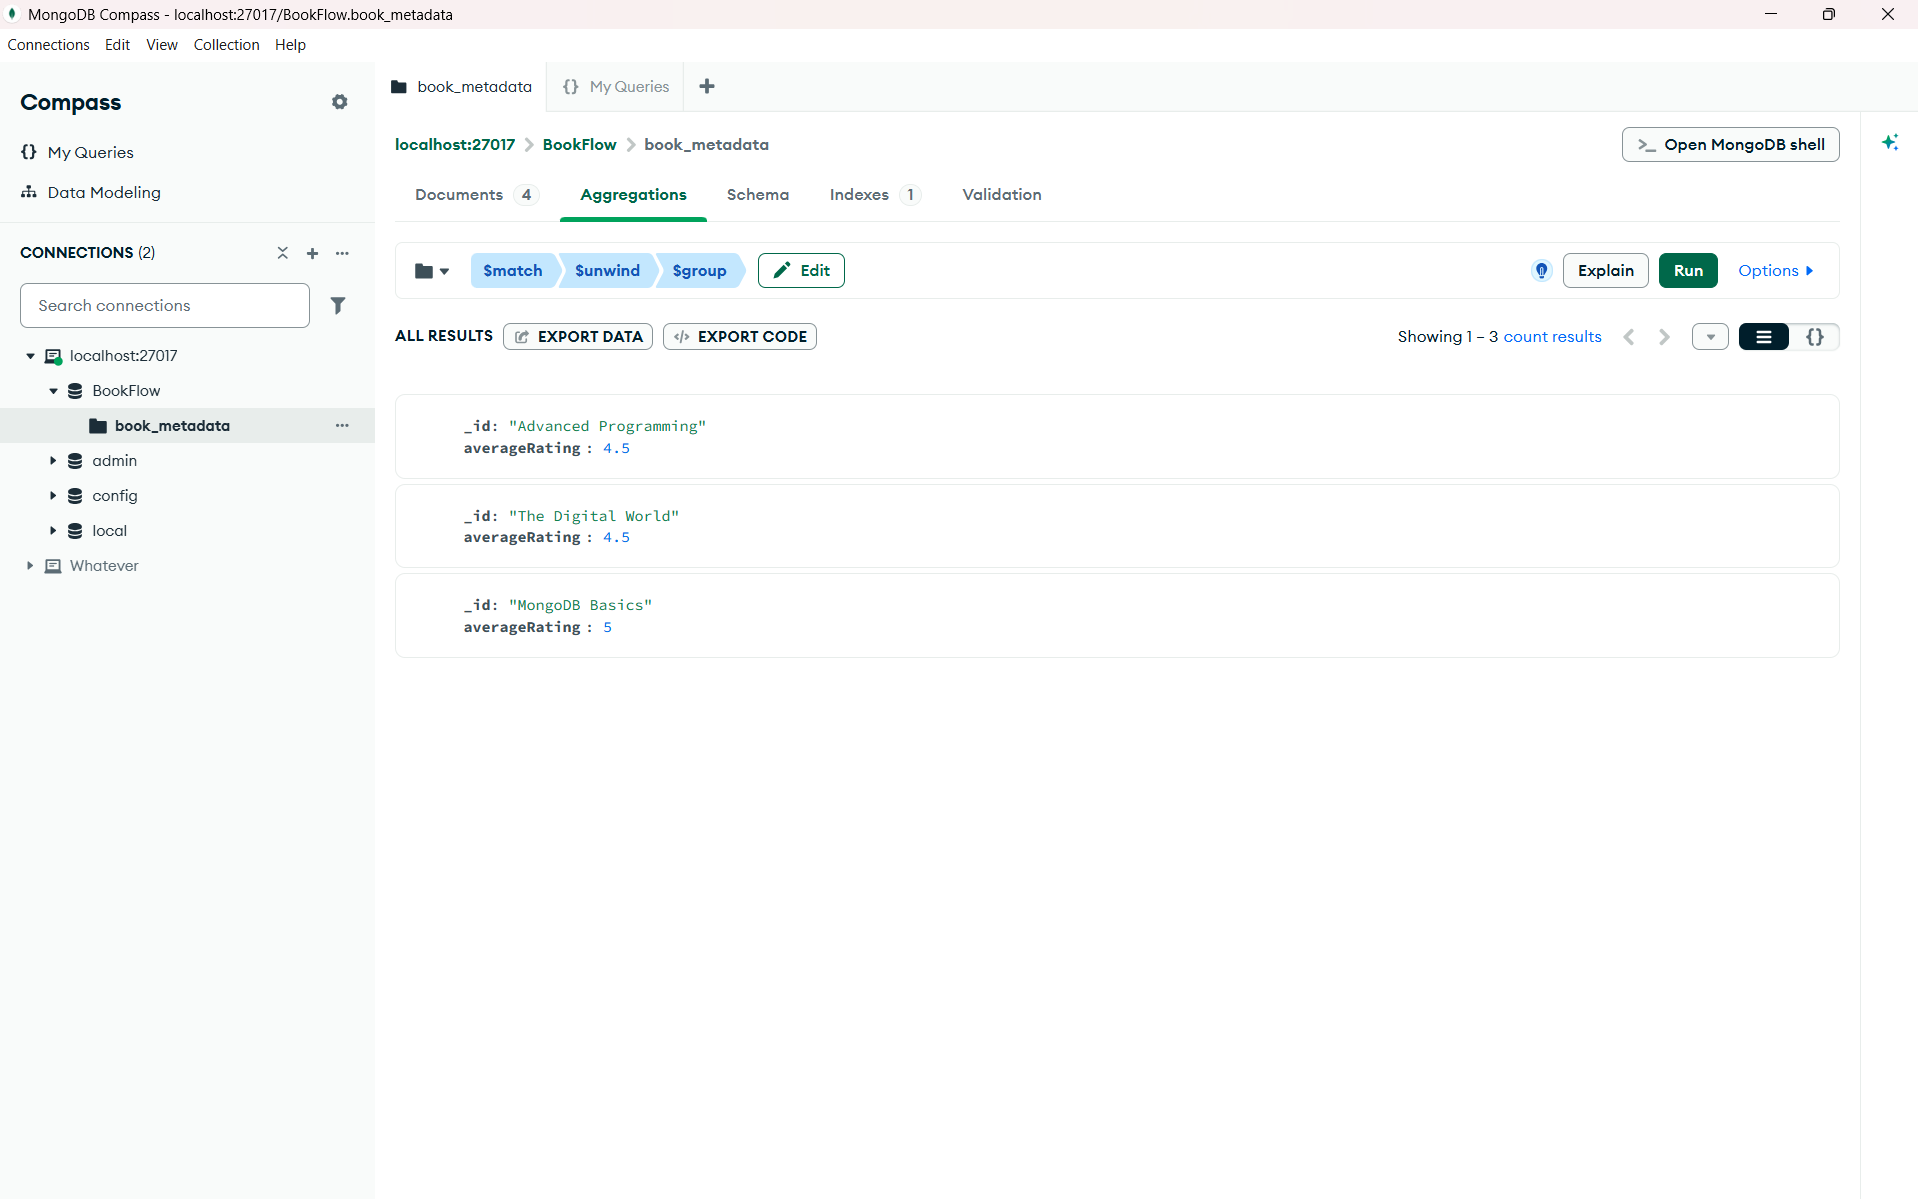 MongoDB Compass - localhost:27017/BookFlow.book_metadata
Connections Edit View Collection Help
Compass
My Queries
Data Modeling
CONNECTIONS (2)
Search connections
localhost:27017
BookFlow
book_metadata
admin
config
local
Whatever
book_metadata
{} My Queries
localhost:27017 > BookFlow > book_metadata
>_ Open MongoDB shell
Documents 4 Aggregations Schema Indexes 1 Validation
$match $unwind $group Edit
Explain Run Options
ALL RESULTS EXPORT DATA </> EXPORT CODE
Showing 1 – 3 count results
_id: "Advanced Programming"
averageRating : 4.5
_id: "The Digital World"
averageRating : 4.5
_id: "MongoDB Basics"
averageRating : 5